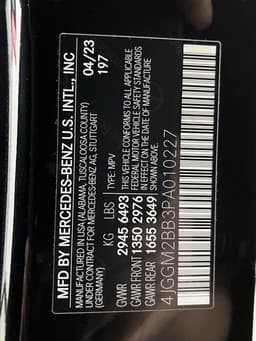 MFD BY MERCEDES-BENZ U.S. INTL., INC
MANUFACTURED IN USA (ALABAMA, TUSCALOOSA COUNTY)
UNDER CONTRACT FOR MERCEDES-BENZ AG, STUTTGART
(GERMANY)
04/23
197
KG LBS TYPE: MPV
GVWR 2945 6493
GAWR FRONT 1350 2976
GAWR REAR 1655 3649
THIS VEHICLE CONFORMS TO ALL APPLICABLE
FEDERAL MOTOR VEHICLE SAFETY STANDARDS
IN EFFECT ON THE DATE OF MANUFACTURE
SHOWN ABOVE.
4JGGM2BB3PA010227